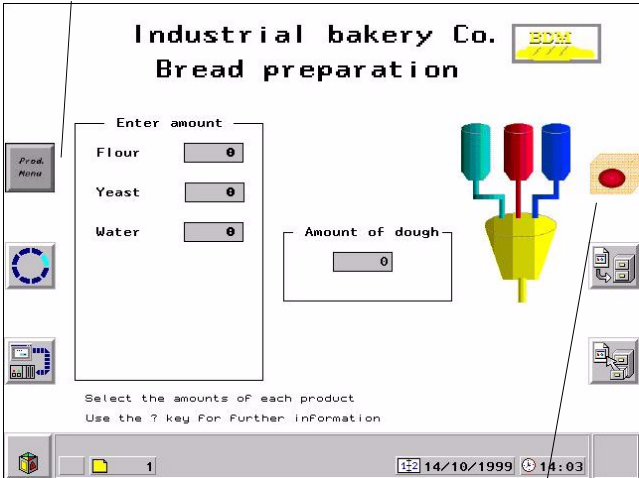 Industrial bakery Co.
BDM
Bread preparation
Enter amount
Flour 0
Yeast 0
Water 0
Prod.
Menu
Amount of dough
0
Select the amounts of each product
Use the ? key for further information
1
14/10/1999
14:03